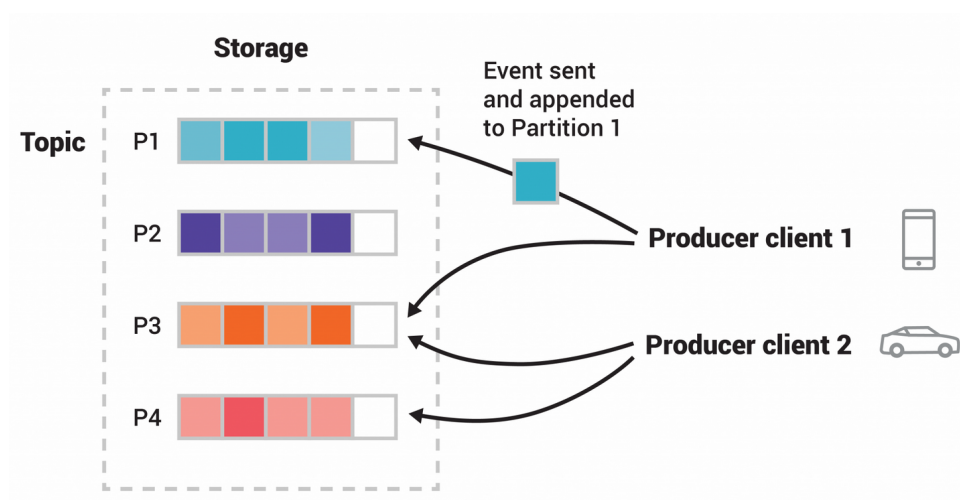 Storage
Event sent
and appended
to Partition 1
Topic
P1
P2
Producer client 1
P3
Producer client 2
P4